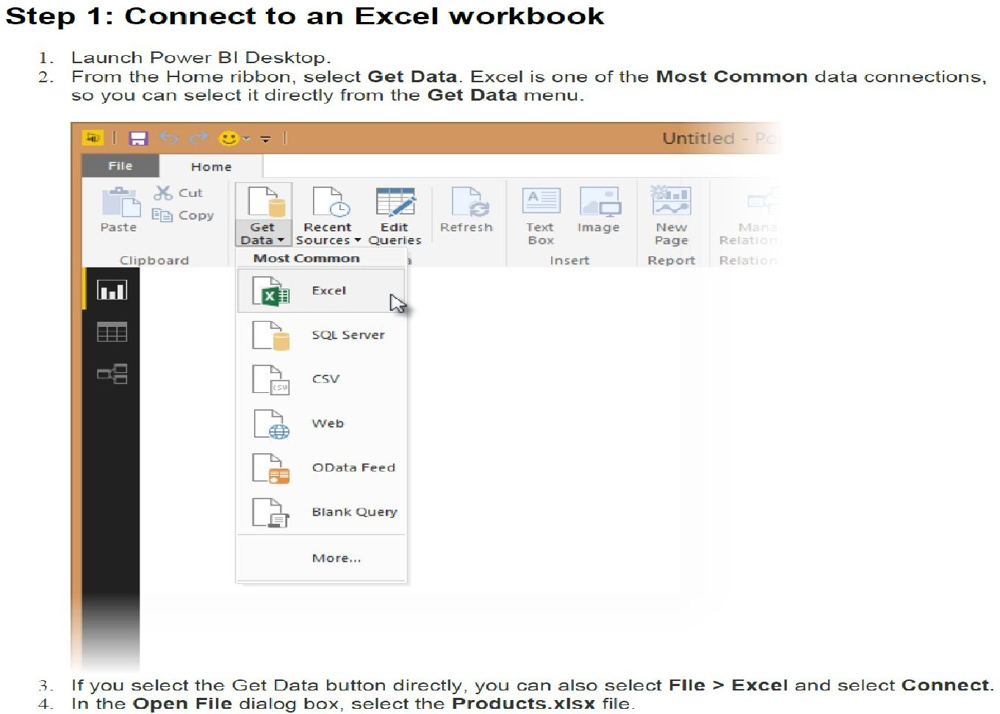 Step 1: Connect to an Excel workbook
1. Launch Power BI Desktop.
2. From the Home ribbon, select Get Data. Excel is one of the Most Common data connections,
so you can select it directly from the Get Data menu.
Untitled - Po
File Home
Cut
Copy
Paste
Get Data
Recent Sources
Edit Queries
Refresh
Text Box
Image
New Page
Mana
Relation
Clipboard
Insert
Report
Relation
Most Common
Excel
SQL Server
CSV
CSV
Web
OData Feed
Blank Query
More...
3. If you select the Get Data button directly, you can also select FIle > Excel and select Connect.
4. In the Open File dialog box, select the Products.xlsx file.